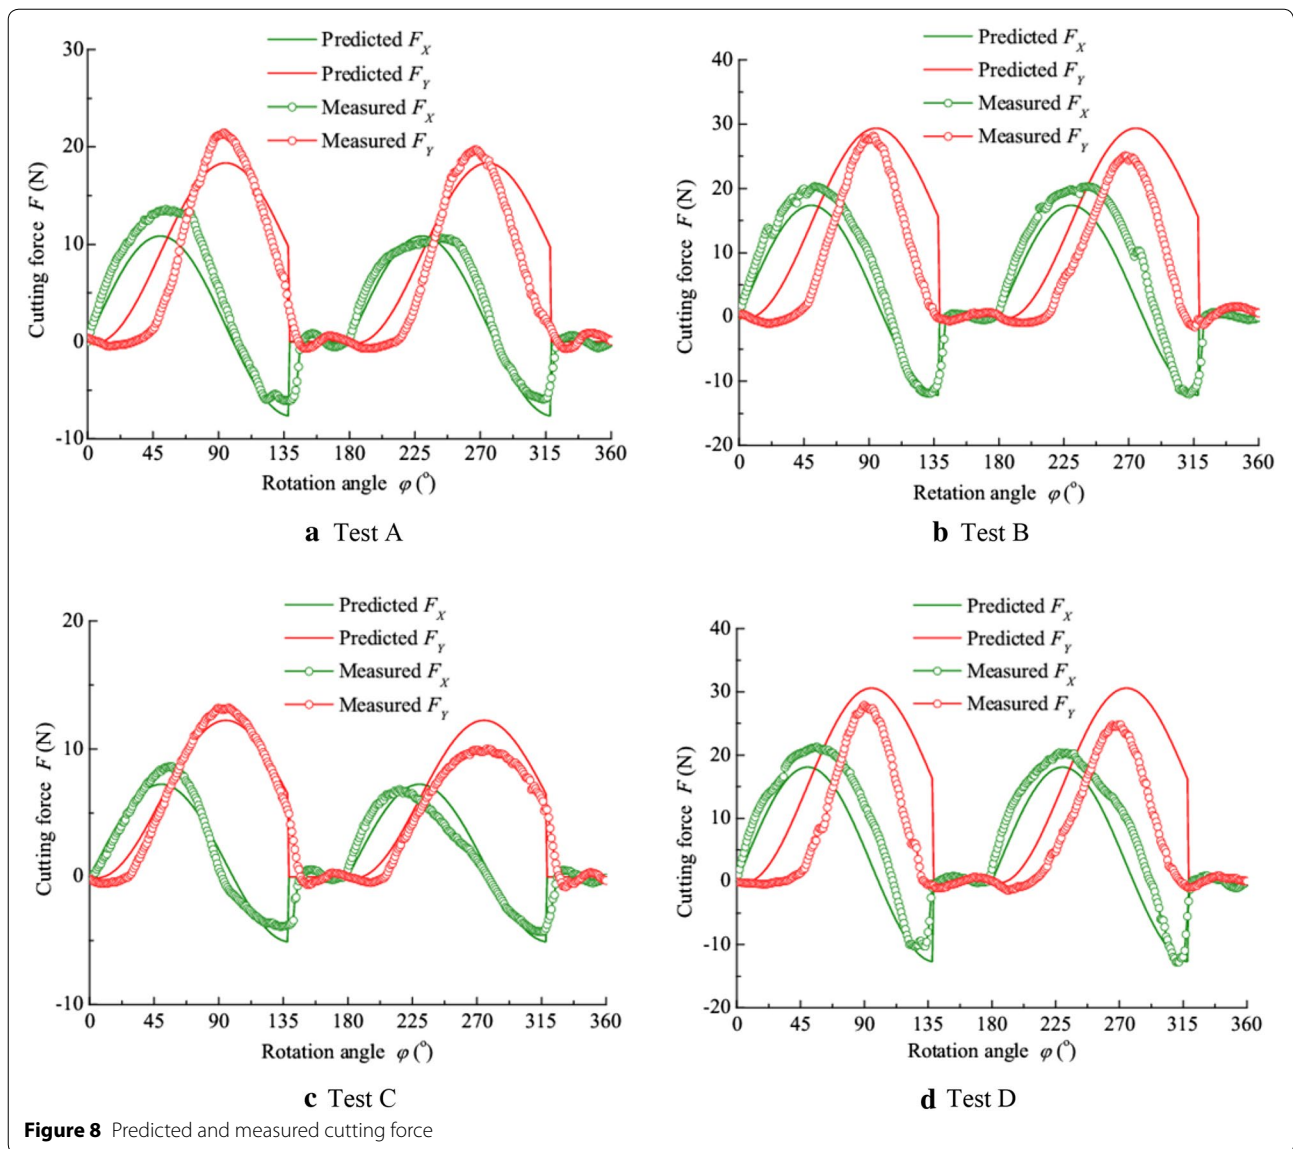 Predicted F_X
Predicted F_Y
Measured F_X
Measured F_Y
30
20
10
0
-10
Cutting force F (N)
0 45 90 135 180 225 270 315 360
Rotation angle φ (°)
a Test A
Predicted F_X
Predicted F_Y
Measured F_X
Measured F_Y
40
30
20
10
0
-10
-20
Cutting force F (N)
0 45 90 135 180 225 270 315 360
Retation angle φ (°)
b Test B
Predicted F_X
Predicted F_Y
Measured F_X
Measured F_Y
20
10
0
-10
Cutting force F (N)
0 45 90 135 180 225 270 315 360
Rotation angle φ (°)
c Test C
Predicted F_X
Predicted F_Y
Measured F_X
Measured F_Y
40
30
20
10
0
-10
-20
Cutting force F (N)
0 45 90 135 180 225 270 315 360
Rotation angle φ (°)
d Test D
Figure 8 Predicted and measured cutting force